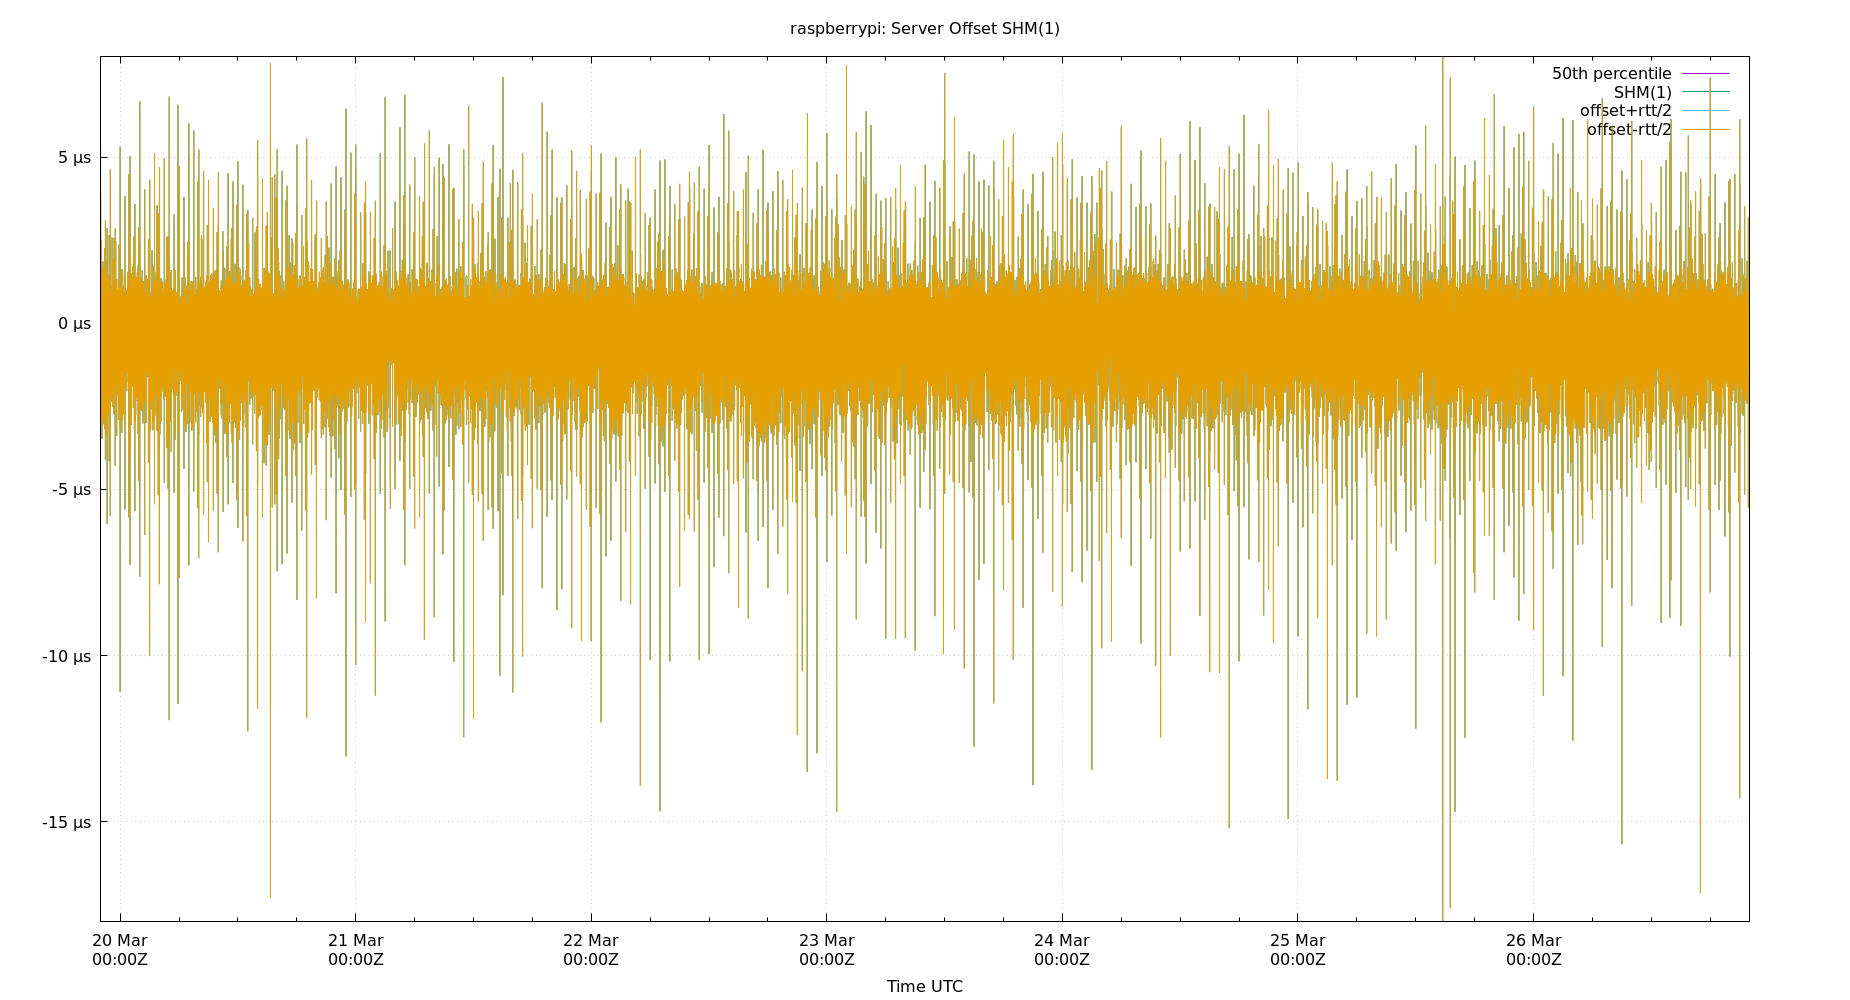 raspberrypi: Server Offset SHM(1)
50th percentile
SHM(1)
offset+rtt/2
offset-rtt/2
5 µs
0 µs
-5 µs
-10 µs
-15 µs
20 Mar 21 Mar 22 Mar 23 Mar 24 Mar 25 Mar 26 Mar
00:00Z 00:00Z 00:00Z 00:00Z 00:00Z 00:00Z 00:00Z
Time UTC